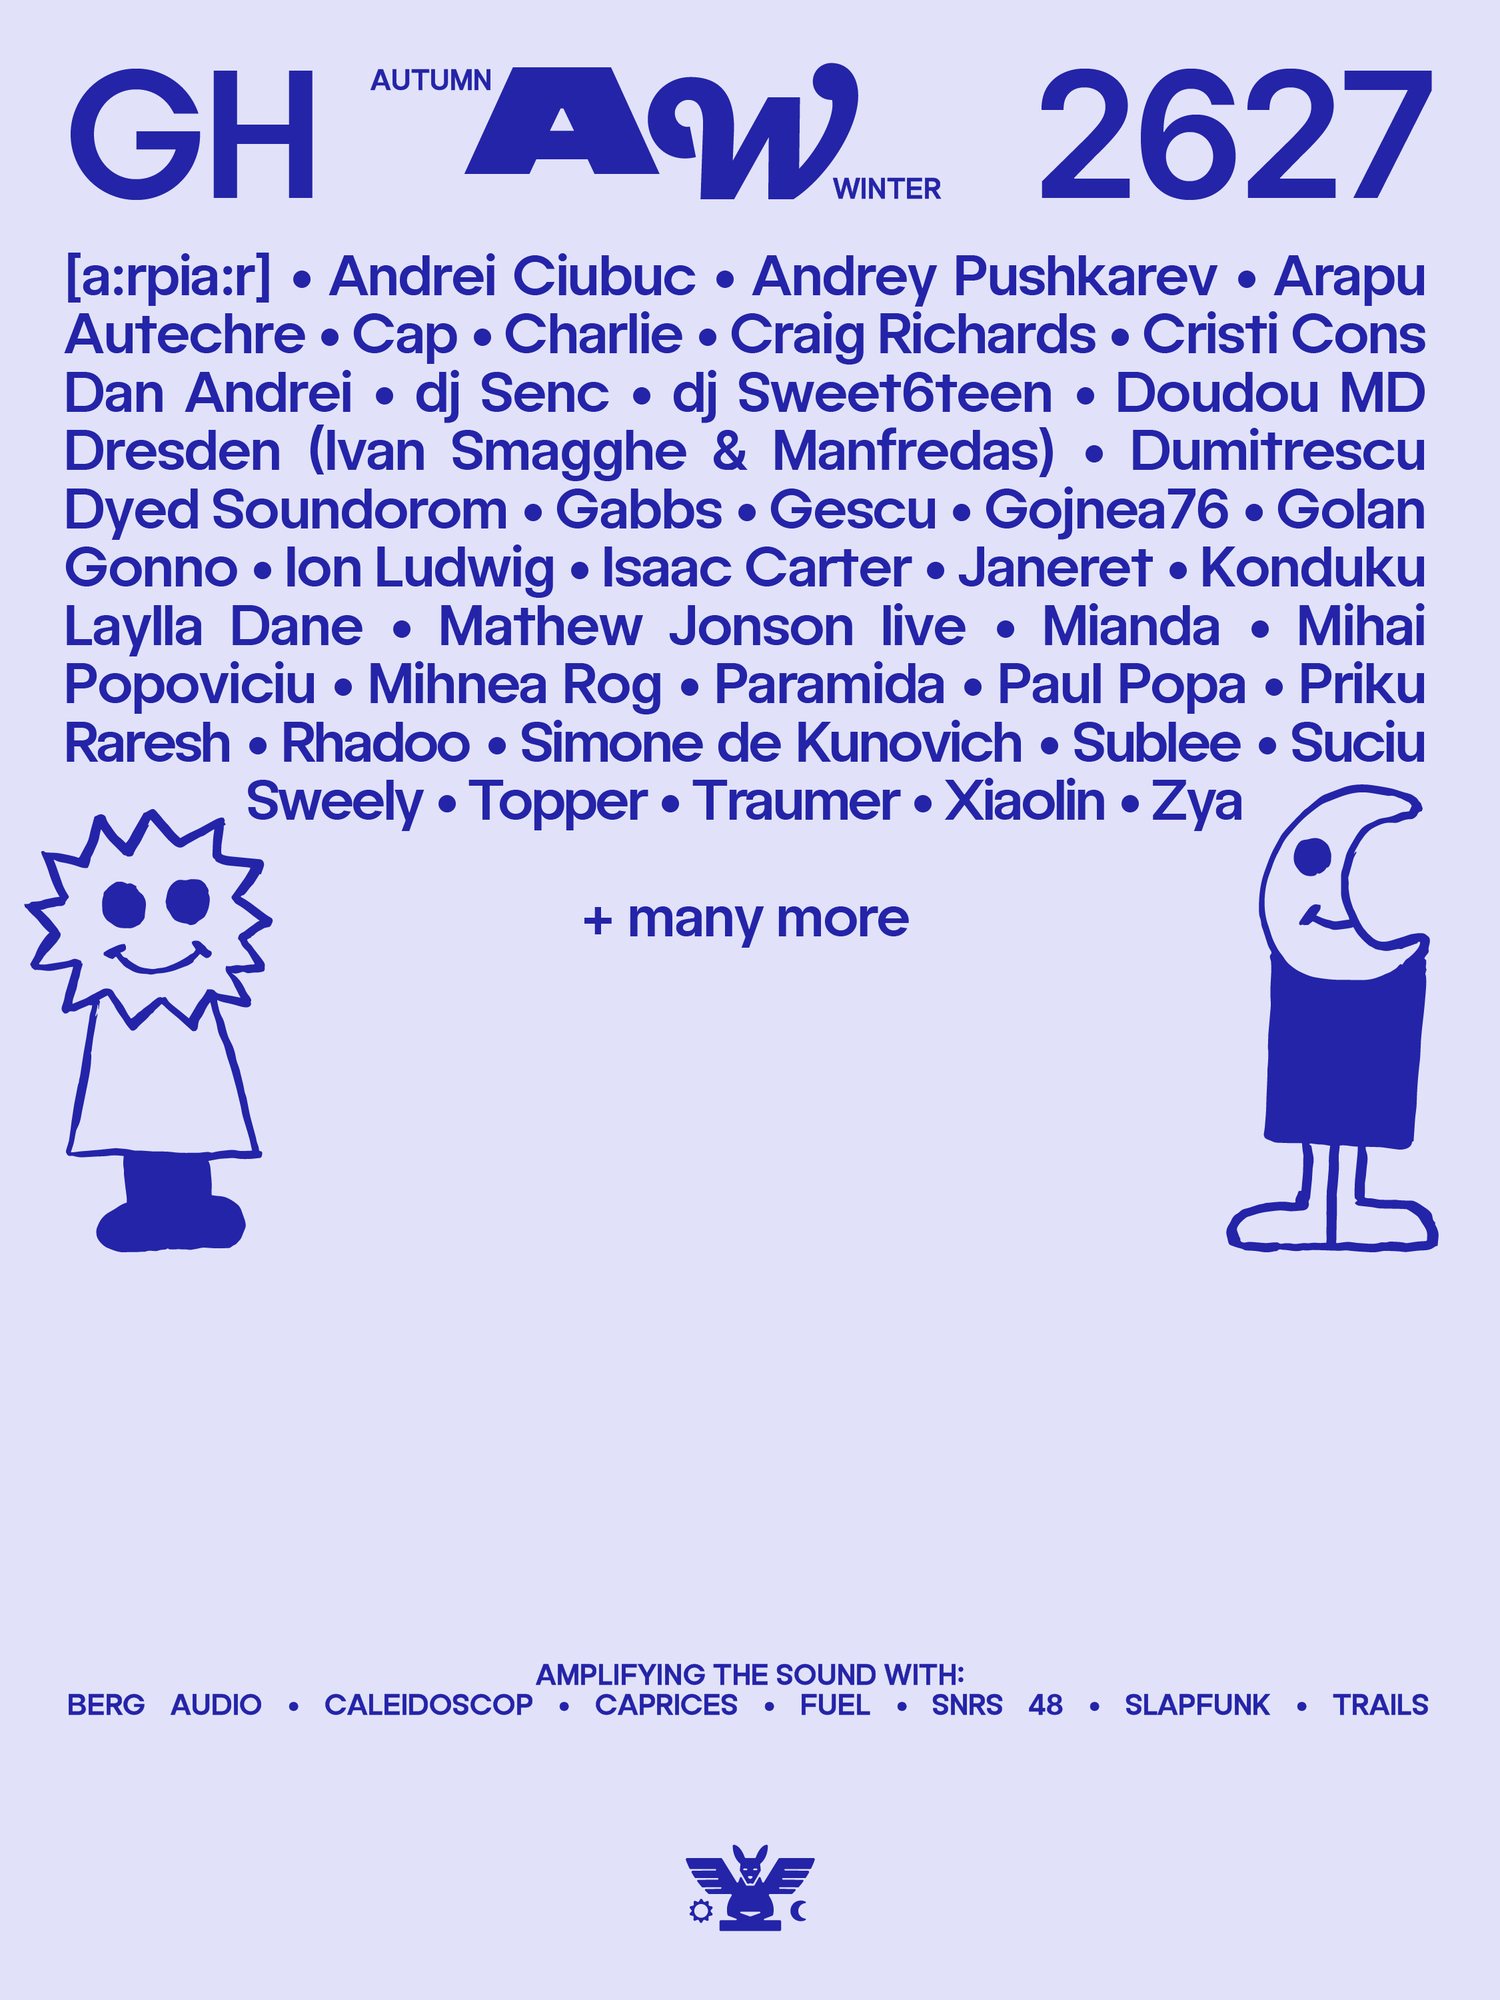 GH AUTUMN AW WINTER 2627
[a:rpia:r] • Andrei Ciubuc • Andrey Pushkarev • Arapu
Autechre • Cap • Charlie • Craig Richards • Cristi Cons
Dan Andrei • dj Senc • dj Sweet6teen • Doudou MD
Dresden (Ivan Smagghe & Manfredas) • Dumitrescu
Dyed Soundorom • Gabbs • Gescu • Gojnea76 • Golan
Gonno • Ion Ludwig • Isaac Carter • Janeret • Konduku
Laylla Dane • Mathew Jonson live • Mianda • Mihai
Popoviciu • Mihnea Rog • Paramida • Paul Popa • Priku
Raresh • Rhadoo • Simone de Kunovich • Sublee • Suciu
Sweely • Topper • Traumer • Xiaolin • Zya
+ many more
AMPLIFYING THE SOUND WITH:
BERG AUDIO • CALEIDOSCOP • CAPRICES • FUEL • SNRS 48 • SLAPFUNK • TRAILS